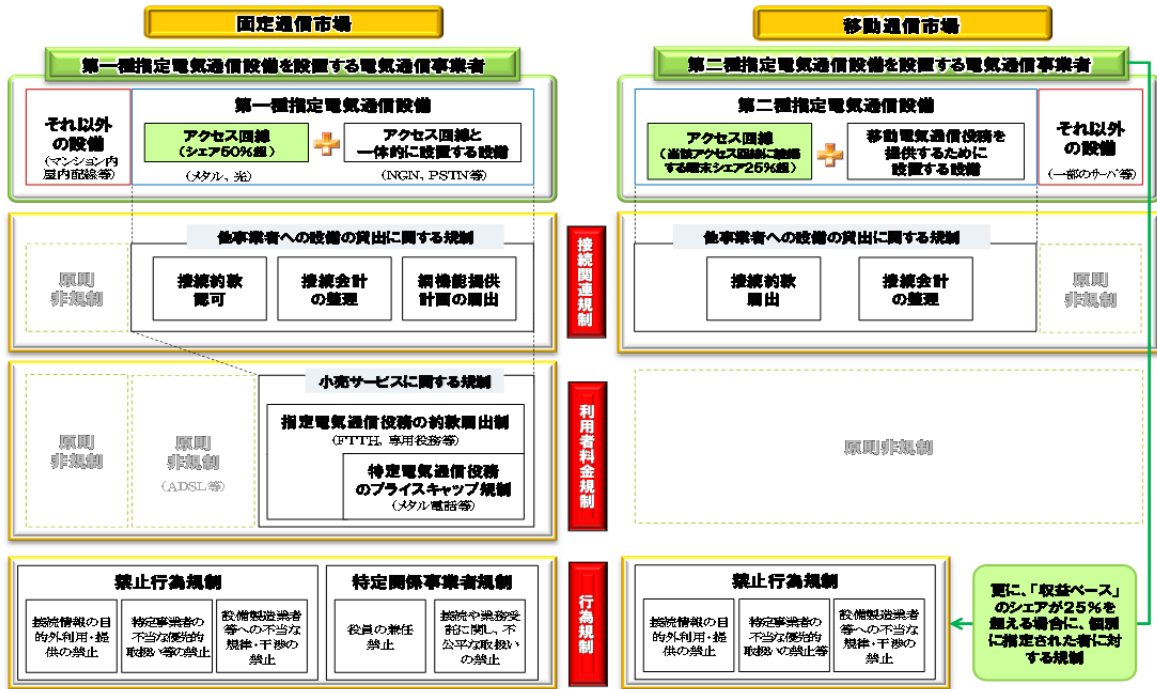 固定通信市場
第一種指定電気通信設備を設置する電気通信事業者
それ以外
の設備
(マンション内
屋内配線等)
第一種指定電気通信設備
アクセス回線
(シェア50%超)
(メタル、光)
アクセス回線と
一体的に設置する設備
(NGN、PSTN等)
移動通信市場
第二種指定電気通信設備を設置する電気通信事業者
第二種指定電気通信設備
アクセス回線
(当該アクセス回線に接続
する端末シェア25%超)
移動電気通信役務を
提供するために
設置する設備
それ以外
の設備
(一部のサーバ等)
原則
非規制
他事業者への設備の貸出に関する規制
接続約款
認可
接続会計
の整理
網機能提供
計画の届出
接続関連規制
他事業者への設備の貸出に関する規制
接続約款
届出
接続会計
の整理
原則
非規制
原則
非規制
原則
非規制
(ADSL等)
小売サービスに関する規制
指定電気通信役務の約款届出制
(FTTH、専用役務等)
特定電気通信役務
のプライスキャップ規制
(メタル電話等)
利用者料金規制
原則非規制
禁止行為規制
接続情報の目
的外利用・提
供の禁止
特定事業者の
不当な優先的
取扱い等の禁止
設備製造業者
等への不当な
規律・干渉の
禁止
特定関係事業者規制
役員の兼任
禁止
接続や業務受
託に関し、不
公平な取扱い
の禁止
行為規制
禁止行為規制
接続情報の目
的外利用・提
供の禁止
特定事業者の
不当な優先的
取扱いの禁止等
設備製造業者
等への不当な
規律・干渉の
禁止
更に、「収益ベース」
のシェアが25%を
超える場合に、個別
に指定された者に対
する規制